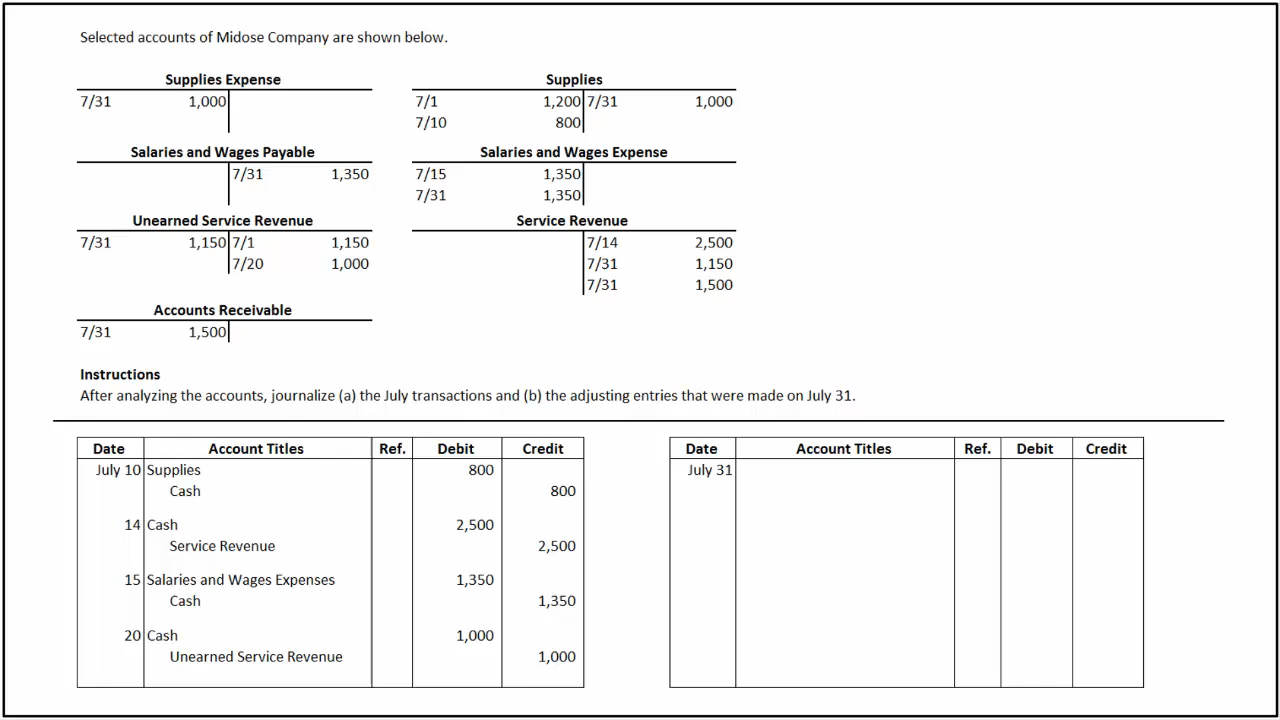 Selected accounts of Midose Company are shown below.
Supplies Expense
7/31 1,000
Supplies
7/1 1,200 7/31 1,000
7/10 800
Salaries and Wages Payable
7/31 1,350
Salaries and Wages Expense
7/15 1,350
7/31 1,350
Unearned Service Revenue
7/31 1,150 7/1 1,150
7/20 1,000
Service Revenue
7/14 2,500
7/31 1,150
7/31 1,500
Accounts Receivable
7/31 1,500
Instructions
After analyzing the accounts, journalize (a) the July transactions and (b) the adjusting entries that were made on July 31.
Date Account Titles Ref. Debit Credit
July 10 Supplies 800
Cash 800
14 Cash 2,500
Service Revenue 2,500
15 Salaries and Wages Expenses 1,350
Cash 1,350
20 Cash 1,000
Unearned Service Revenue 1,000
Date Account Titles Ref. Debit Credit
July 31